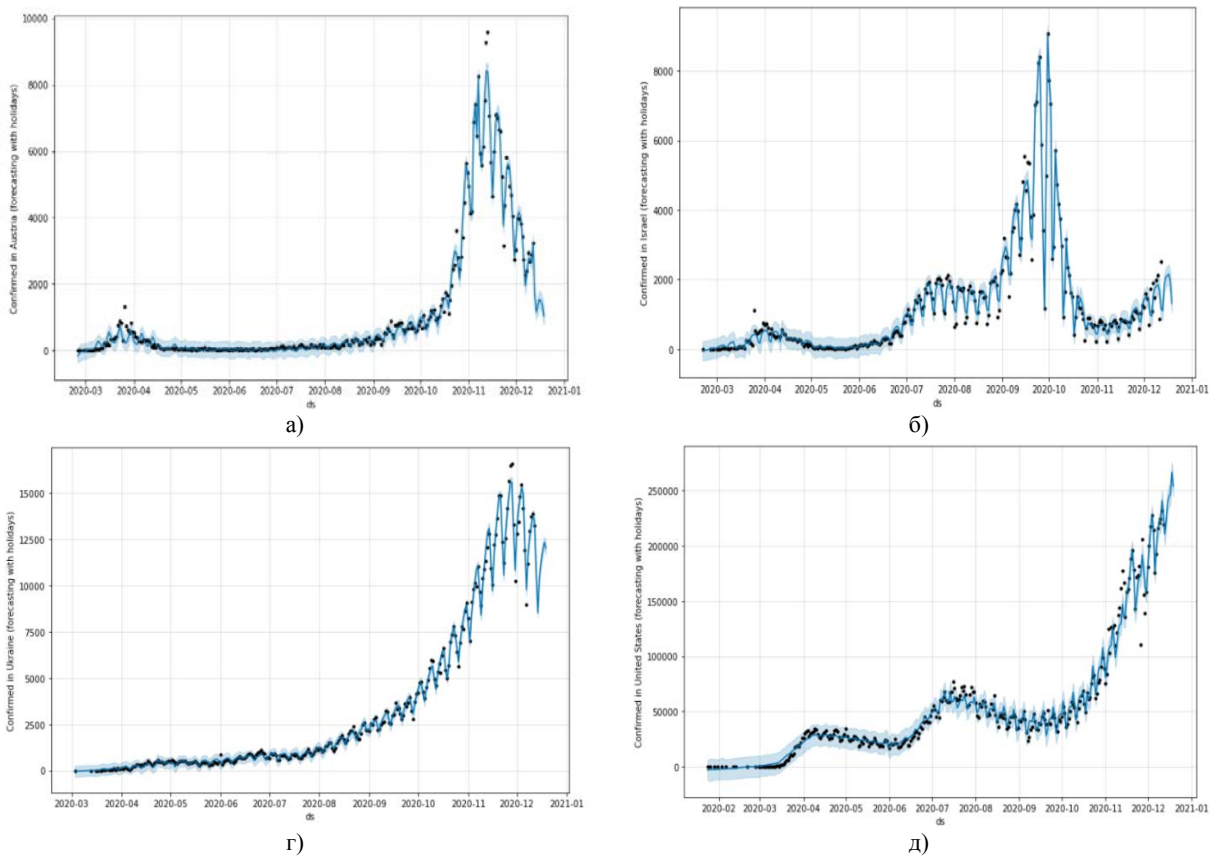 10000
8000
6000
4000
2000
0
Confirmed in Austria (forecasting with holidays)
2020-03 2020-04 2020-05 2020-06 2020-07 2020-08 2020-09 2020-10 2020-11 2020-12 2021-01
ds
а)
8000
6000
4000
2000
0
Confirmed in Israel (forecasting with holidays)
2020-03 2020-04 2020-05 2020-06 2020-07 2020-08 2020-09 2020-10 2020-11 2020-12 2021-01
ds
б)
15000
12500
10000
7500
5000
2500
0
Confirmed in Ukraine (forecasting with holidays)
2020-03 2020-04 2020-05 2020-06 2020-07 2020-08 2020-09 2020-10 2020-11 2020-12 2021-01
ds
г)
250000
200000
150000
100000
50000
0
Confirmed in United States (forecasting with holidays)
2020-02 2020-03 2020-04 2020-05 2020-06 2020-07 2020-08 2020-09 2020-10 2020-11 2020-12 2021-01
ds
д)